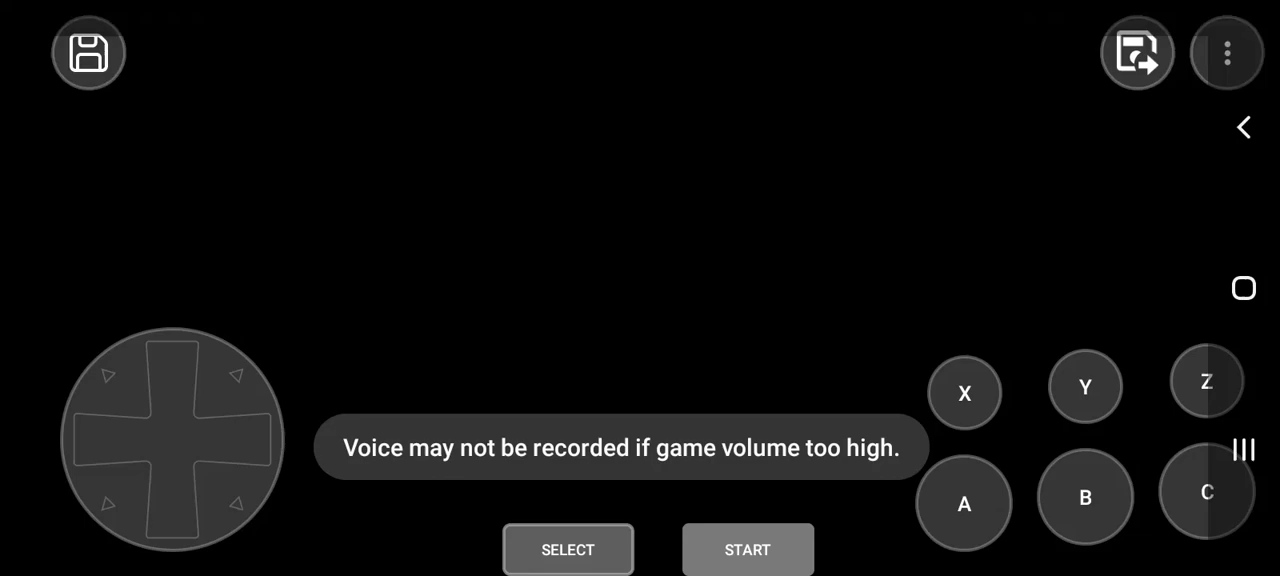 X
Y
Z
Voice may not be recorded if game volume too high.
A
B
C
SELECT
START